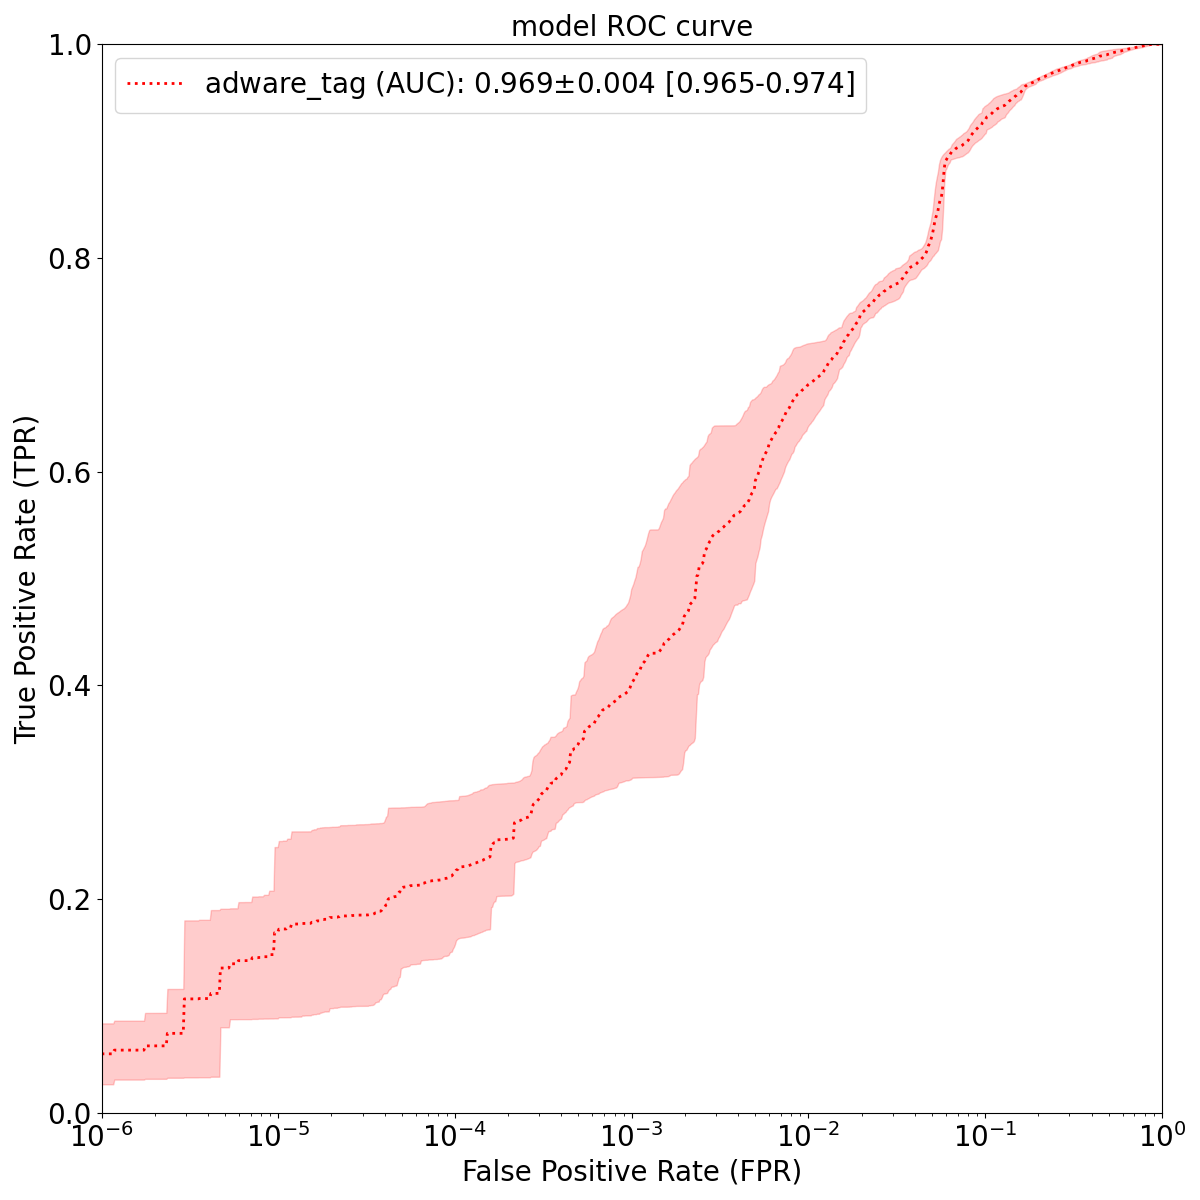 model ROC curve
adware_tag (AUC): 0.969±0.004 [0.965-0.974]
True Positive Rate (TPR)
1.0
0.8
0.6
0.4
0.2
0.0
10⁻⁶ 10⁻⁵ 10⁻⁴ 10⁻³ 10⁻² 10⁻¹ 10⁰
False Positive Rate (FPR)